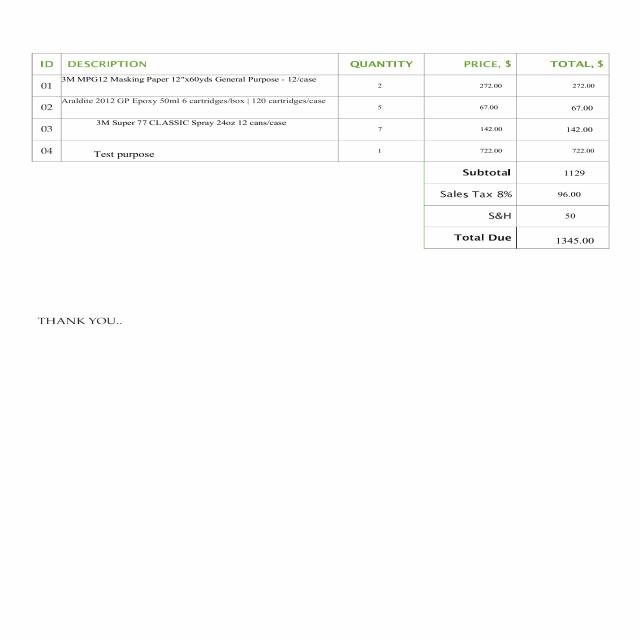 ID DESCRIPTION QUANTITY PRICE, $ TOTAL, $
01 3M MPG12 Masking Paper 12"x60yds General Purpose - 12/case 2 272.00 272.00
02 Araldite 2012 GP Epoxy 50ml 6 cartridges/box | 120 cartridges/case 5 67.00 67.00
03 3M Super 77 CLASSIC Spray 24oz 12 cans/case 7 142.00 142.00
04 Test purpose 1 722.00 722.00
Subtotal 1129
Sales Tax 8% 96.00
S&H 50
Total Due 1345.00
THANK YOU..